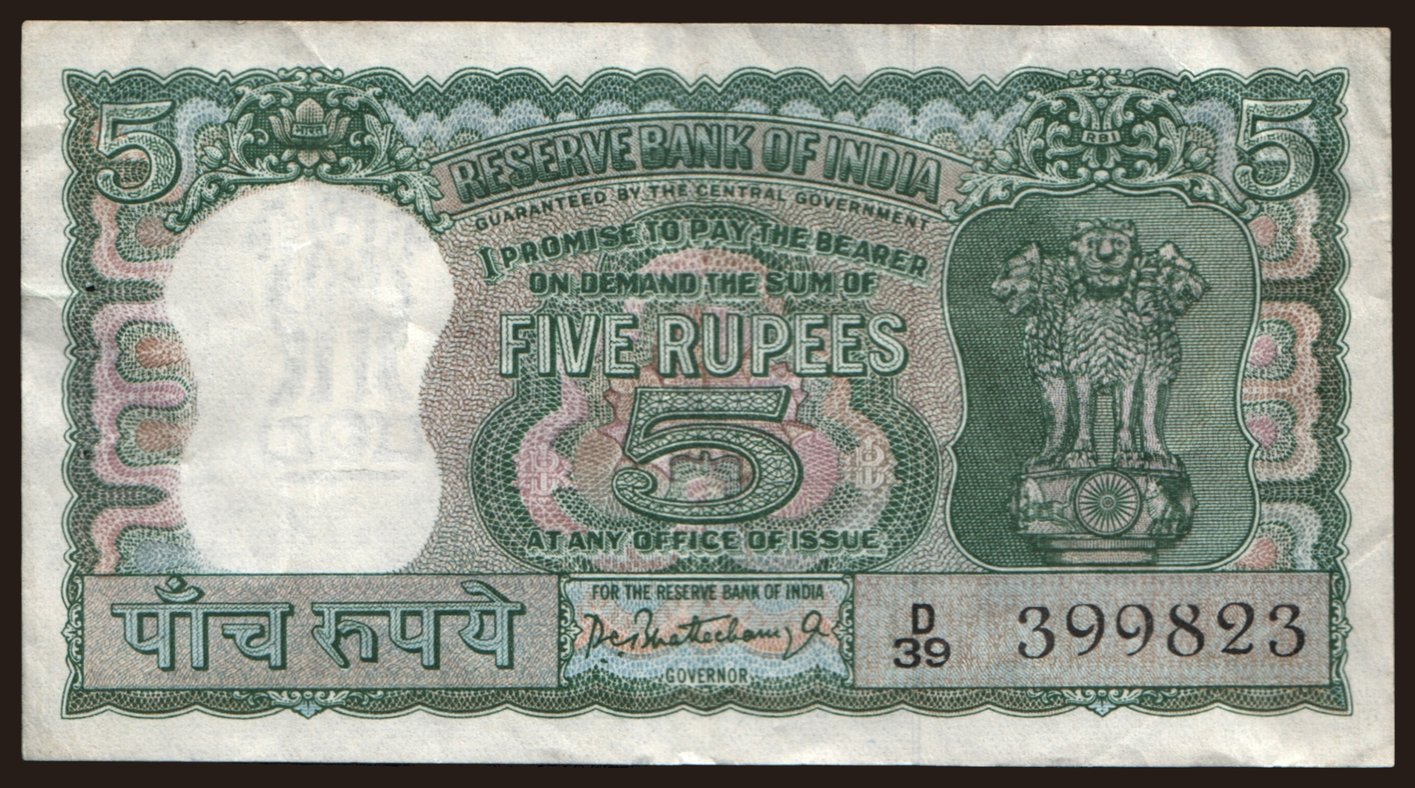 5
भारत
RBI
5
RESERVE BANK OF INDIA
GUARANTEED BY THE CENTRAL GOVERNMENT
I PROMISE TO PAY THE BEARER
ON DEMAND THE SUM OF
FIVE RUPEES
5
AT ANY OFFICE OF ISSUE
पाँच रुपये
FOR THE RESERVE BANK OF INDIA
GOVERNOR
D/39 399823